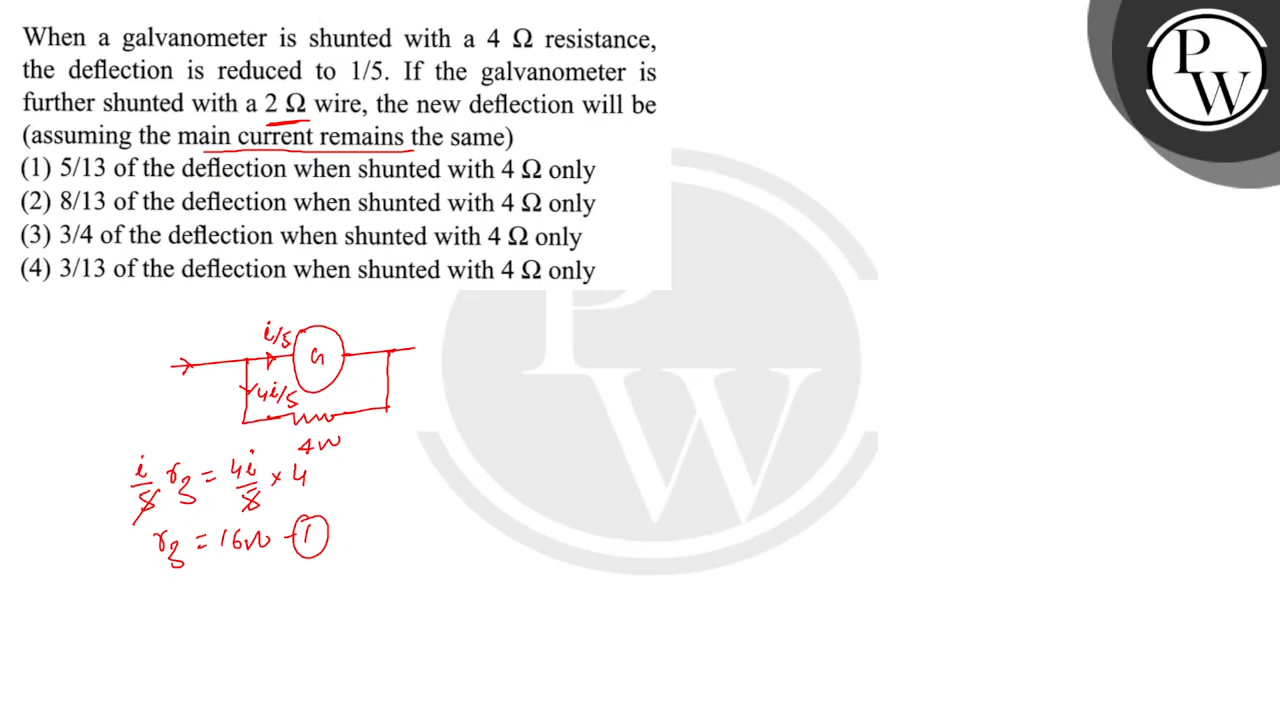 When a galvanometer is shunted with a 4 Ω resistance,
the deflection is reduced to 1/5. If the galvanometer is
further shunted with a 2 Ω wire, the new deflection will be
(assuming the main current remains the same)
(1) 5/13 of the deflection when shunted with 4 Ω only
(2) 8/13 of the deflection when shunted with 4 Ω only
(3) 3/4 of the deflection when shunted with 4 Ω only
(4) 3/13 of the deflection when shunted with 4 Ω only
P
W
P
W
i/5
G
4i/5
4Ω
i/5 rg = 4i/5 × 4
rg = 16Ω - 1